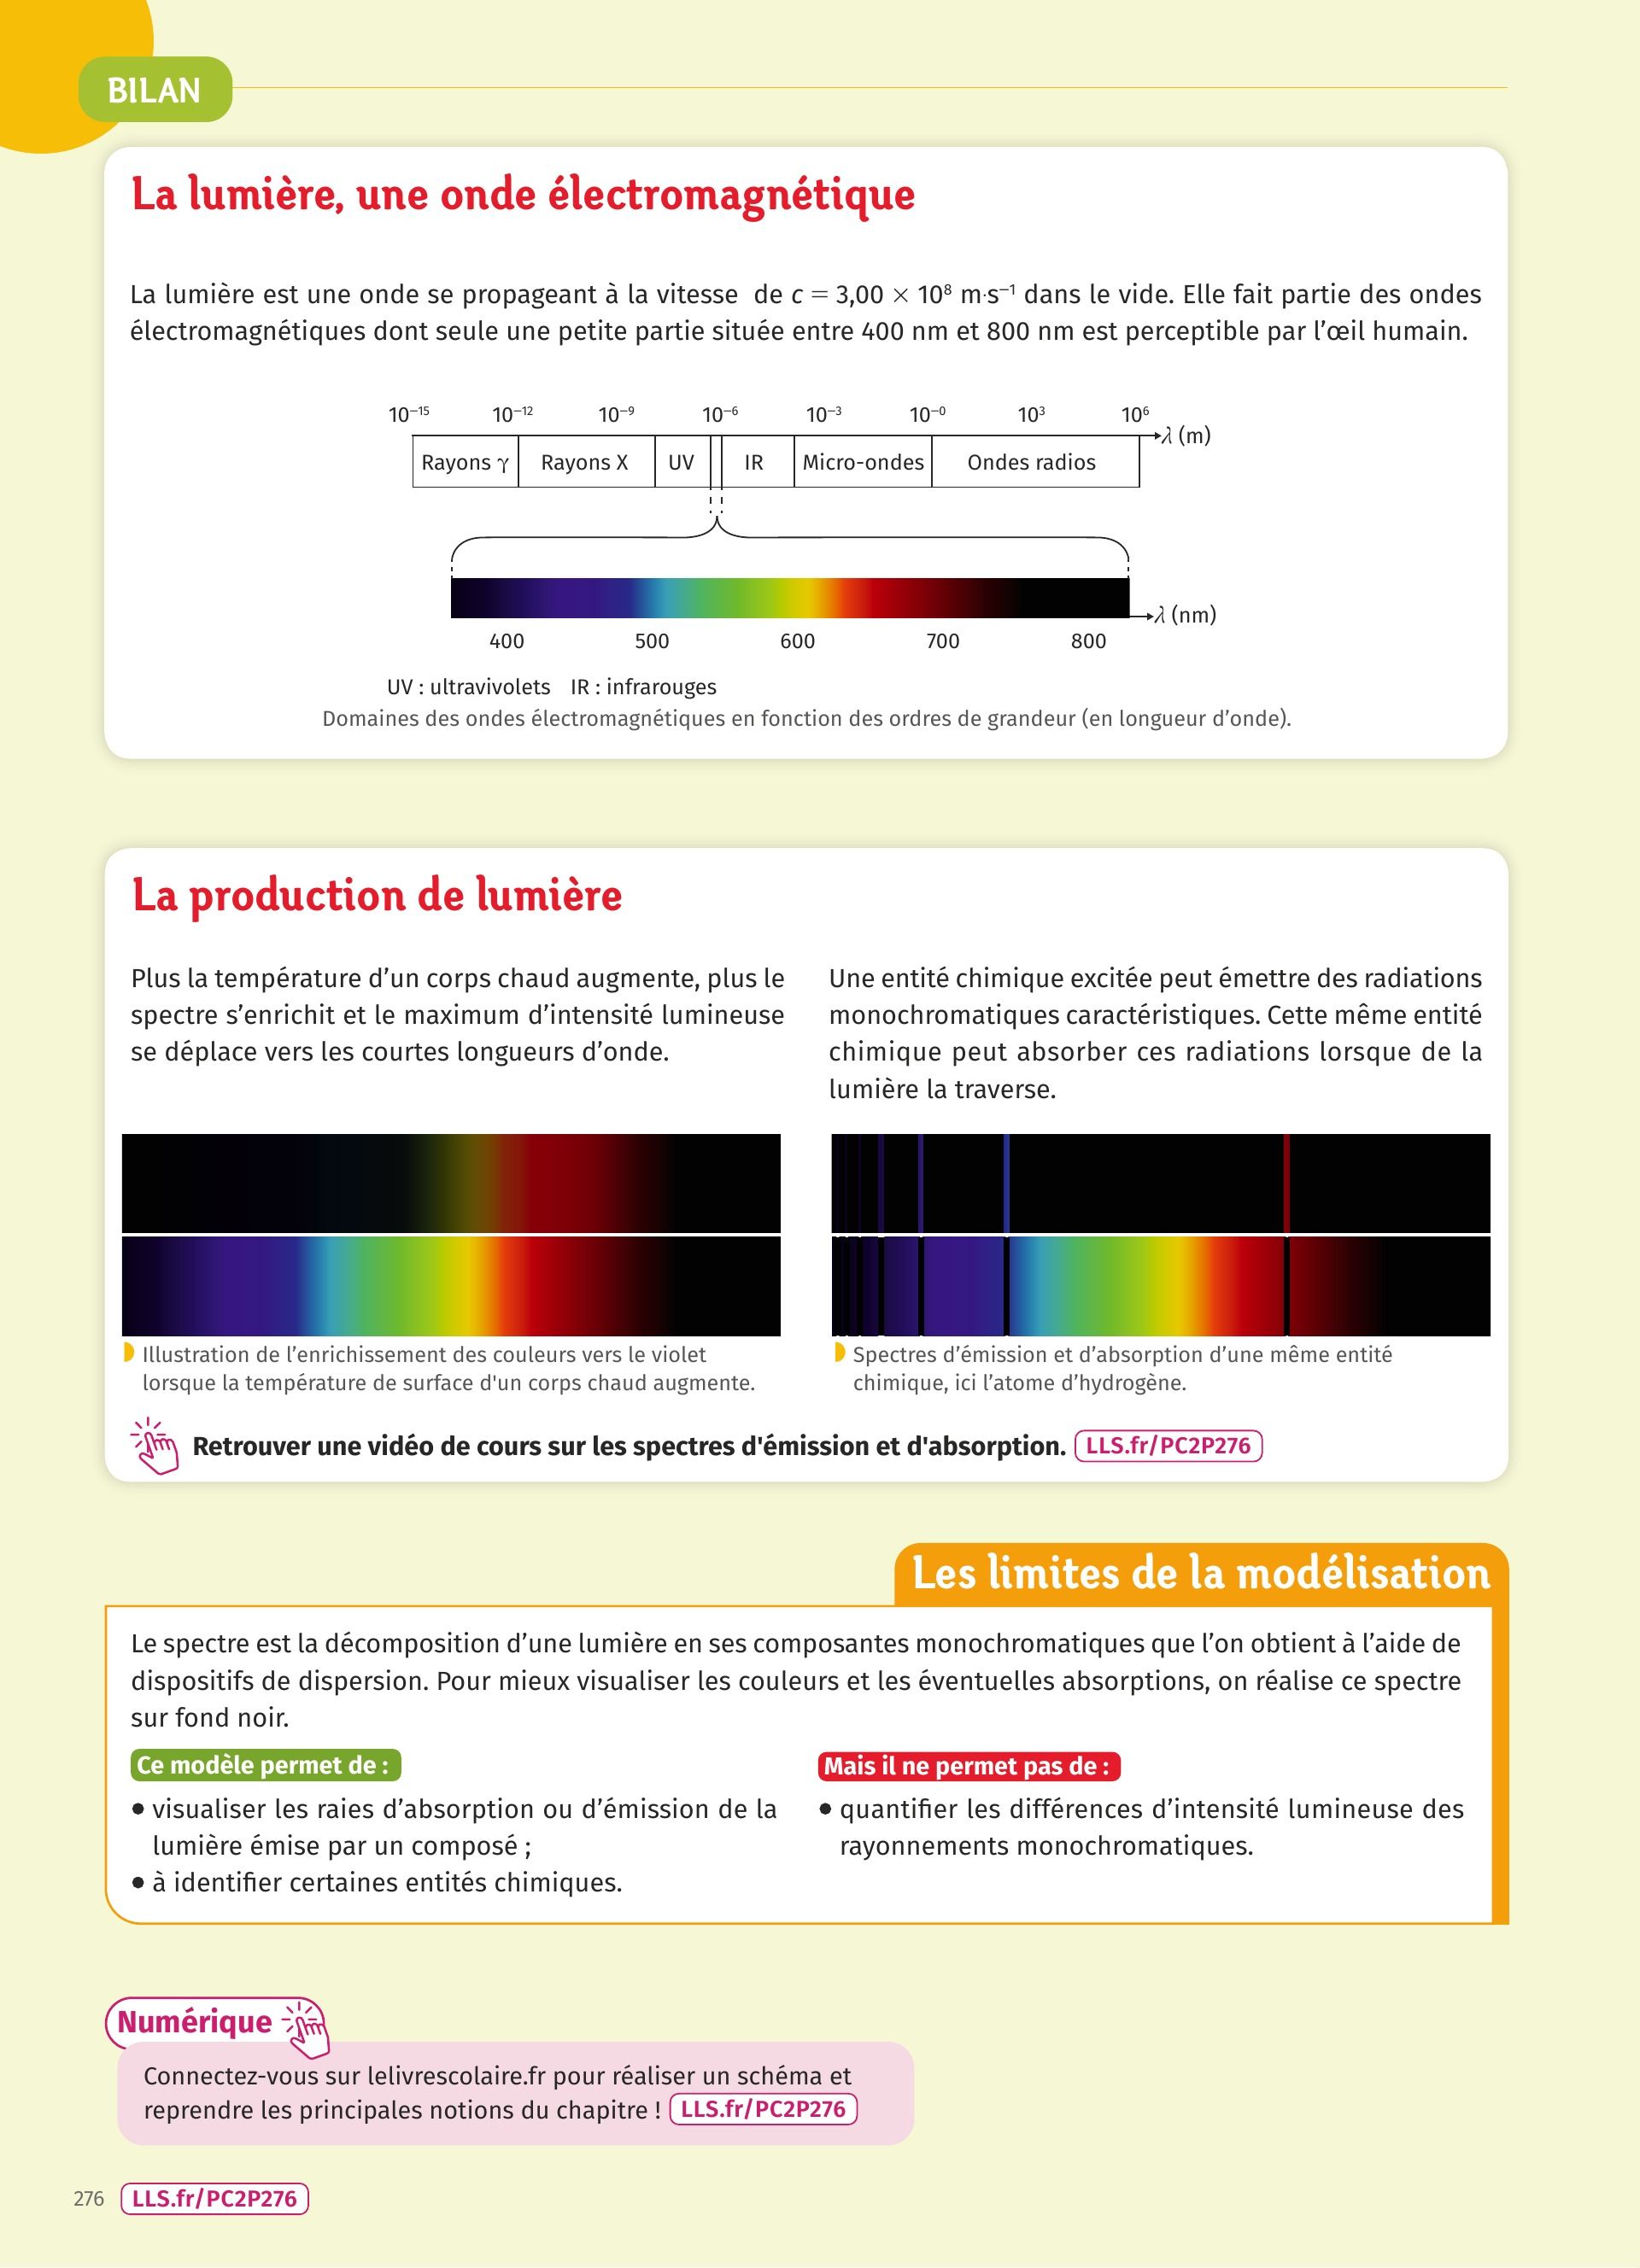 BILAN
La lumière, une onde électromagnétique
La lumière est une onde se propageant à la vitesse de c = 3,00 × 10⁸ m·s⁻¹ dans le vide. Elle fait partie des ondes
électromagnétiques dont seule une petite partie située entre 400 nm et 800 nm est perceptible par l’œil humain.
10⁻¹⁵ 10⁻¹² 10⁻⁹ 10⁻⁶ 10⁻³ 10⁻⁰ 10³ 10⁶
λ (m)
Rayons γ Rayons X UV IR Micro-ondes Ondes radios
λ (nm)
400 500 600 700 800
UV : ultravivolets IR : infrarouges
Domaines des ondes électromagnétiques en fonction des ordres de grandeur (en longueur d’onde).
La production de lumière
Plus la température d’un corps chaud augmente, plus le
spectre s’enrichit et le maximum d’intensité lumineuse
se déplace vers les courtes longueurs d’onde.
Une entité chimique excitée peut émettre des radiations
monochromatiques caractéristiques. Cette même entité
chimique peut absorber ces radiations lorsque de la
lumière la traverse.
Illustration de l’enrichissement des couleurs vers le violet
lorsque la température de surface d'un corps chaud augmente.
Spectres d’émission et d’absorption d’une même entité
chimique, ici l’atome d’hydrogène.
Retrouver une vidéo de cours sur les spectres d'émission et d'absorption. LLS.fr/PC2P276
Les limites de la modélisation
Le spectre est la décomposition d’une lumière en ses composantes monochromatiques que l’on obtient à l’aide de
dispositifs de dispersion. Pour mieux visualiser les couleurs et les éventuelles absorptions, on réalise ce spectre
sur fond noir.
Ce modèle permet de :
• visualiser les raies d’absorption ou d’émission de la
lumière émise par un composé ;
• à identifier certaines entités chimiques.
Mais il ne permet pas de :
• quantifier les différences d’intensité lumineuse des
rayonnements monochromatiques.
Numérique
Connectez-vous sur lelivrescolaire.fr pour réaliser un schéma et
reprendre les principales notions du chapitre ! LLS.fr/PC2P276
276 LLS.fr/PC2P276